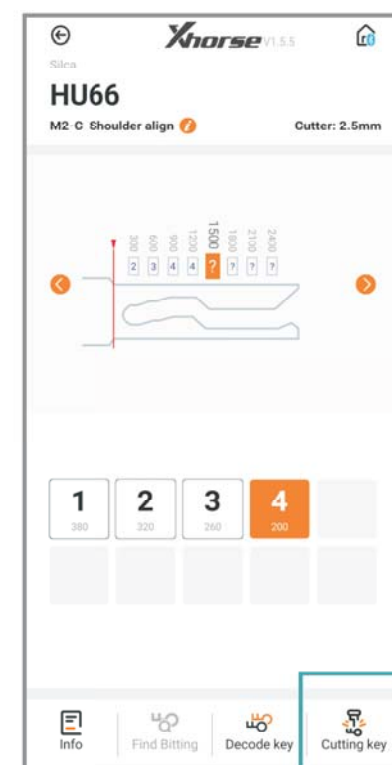 Xhorse V1.5.5
Silca
HU66
M2-C Shoulder align i Cutter: 2.5mm
300 600 900 1200 1500 1800 2100 2400
2 3 4 4 ? ? ? ?
1 2 3 4
380 320 260 200
Info Find Bitting Decode key Cutting key